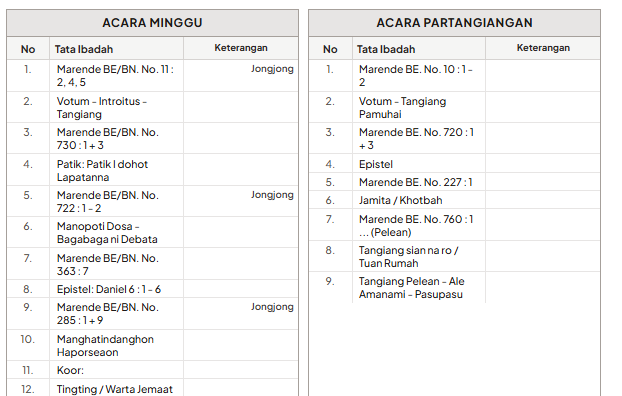 ACARA MINGGU
No Tata Ibadah Keterangan
1. Marende BE/BN. No. 11 : Jongjong
2, 4, 5
2. Votum - Introitus -
Tangiang
3. Marende BE/BN. No.
730 : 1 + 3
4. Patik: Patik I dohot
Lapatanna
5. Marende BE/BN. No. Jongjong
722 : 1 - 2
6. Manopoti Dosa -
Bagabaga ni Debata
7. Marende BE/BN. No.
363 : 7
8. Epistel: Daniel 6 : 1 - 6
9. Marende BE/BN. No. Jongjong
285 : 1 + 9
10. Manghatindanghon
Haporseaon
11. Koor:
12. Tingting / Warta Jemaat
ACARA PARTANGIANGAN
No Tata Ibadah Keterangan
1. Marende BE. No. 10 : 1 -
2
2. Votum - Tangiang
Pamuhai
3. Marende BE. No. 720 : 1
+ 3
4. Epistel
5. Marende BE. No. 227 : 1
6. Jamita / Khotbah
7. Marende BE. No. 760 : 1
... (Pelean)
8. Tangiang sian na ro /
Tuan Rumah
9. Tangiang Pelean - Ale
Amanami - Pasupasu